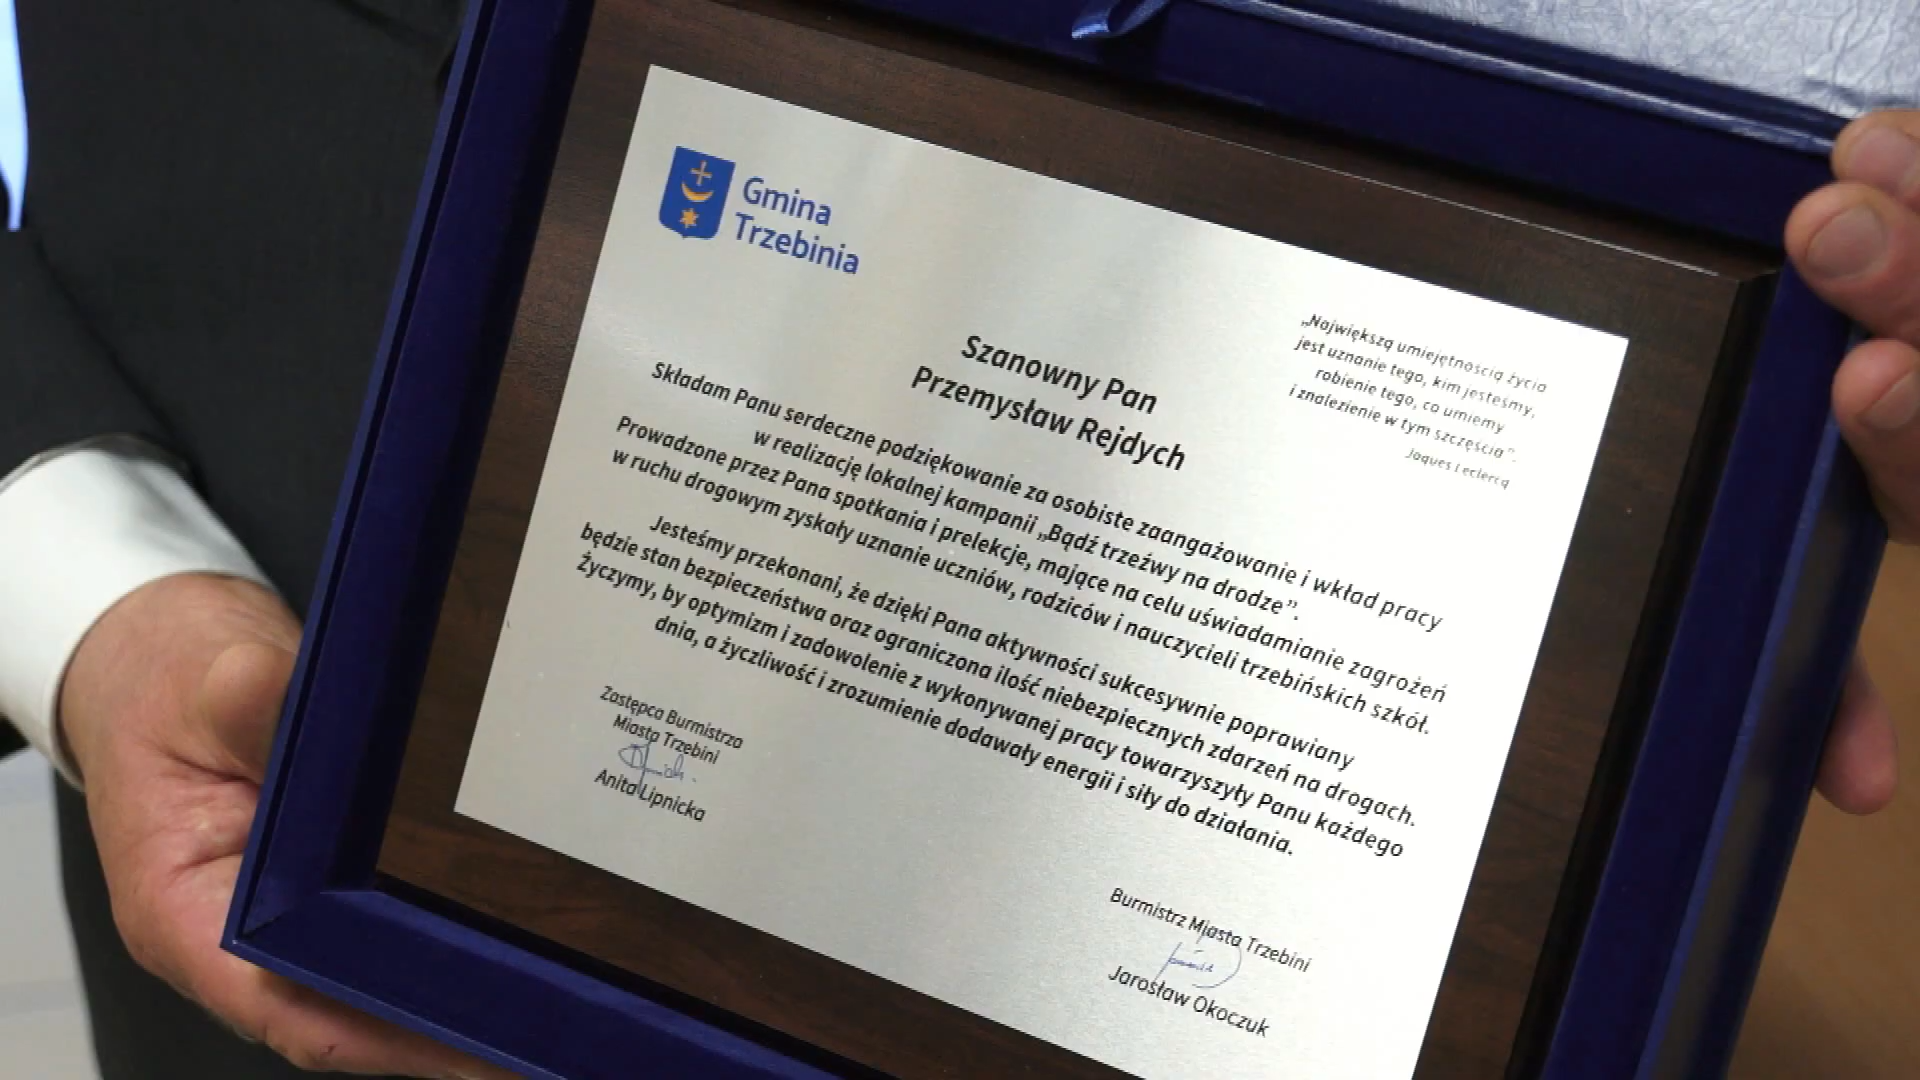 Gmina
Trzebinia
„Największą umiejętnością życia
jest uznanie tego, kim jesteśmy,
robienie tego, co umiemy
i znalezienie w tym szczęścia”.
Jaques Leclercq
Szanowny Pan
Przemysław Rejdych
Składam Panu serdeczne podziękowanie za osobiste zaangażowanie i wkład pracy
w realizację lokalnej kampanii „Bądź trzeźwy na drodze”.
Prowadzone przez Pana spotkania i prelekcje, mające na celu uświadamianie zagrożeń
w ruchu drogowym zyskały uznanie uczniów, rodziców i nauczycieli trzebińskich szkół.
Jesteśmy przekonani, że dzięki Pana aktywności sukcesywnie poprawiany
będzie stan bezpieczeństwa oraz ograniczona ilość niebezpiecznych zdarzeń na drogach.
Życzymy, by optymizm i zadowolenie z wykonywanej pracy towarzyszyły Panu każdego
dnia, a życzliwość i zrozumienie dodawały energii i siły do działania.
Zastępca Burmistrza
Miasta Trzebini
Anita Lipnicka
Burmistrz Miasta Trzebini
Jarosław Okoczuk